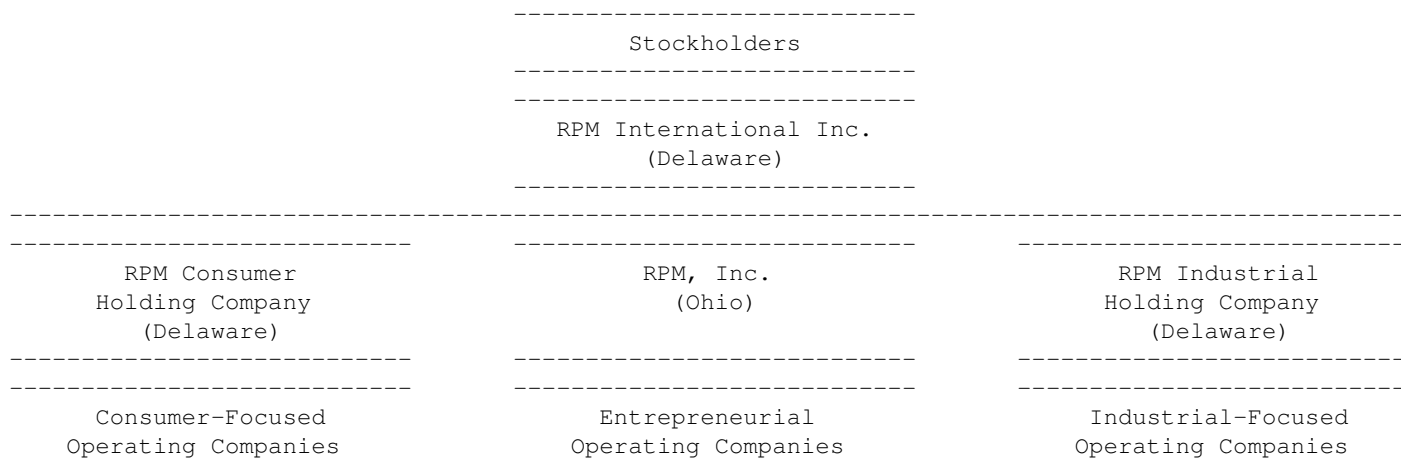 Stockholders
RPM International Inc.
(Delaware)
RPM Consumer
Holding Company
(Delaware)
RPM, Inc.
(Ohio)
RPM Industrial
Holding Company
(Delaware)
Consumer-Focused
Operating Companies
Entrepreneurial
Operating Companies
Industrial-Focused
Operating Companies